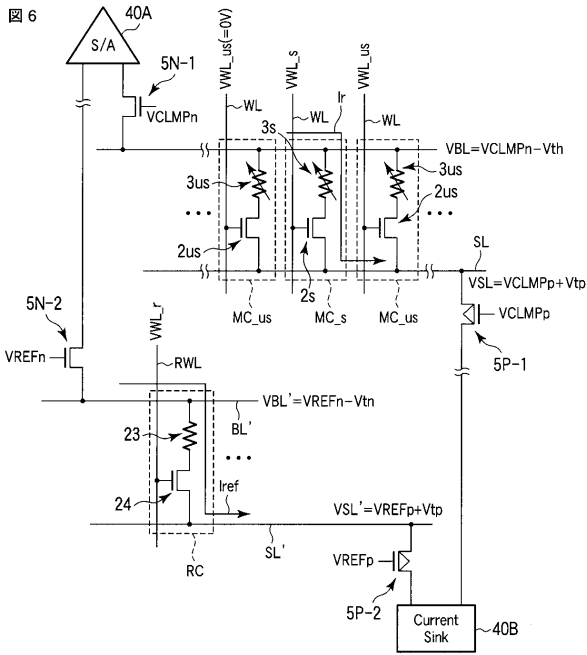 図 6
40A
S/A
5N-1
VCLMPn
VWL_us(=0V)
VWL_s
VWL_us
WL
WL
Ir
WL
VBL=VCLMPn-Vth
3s
3us
3us
2us
2us
2s
SL
VSL=VCLMPp+Vtp
MC_us
MC_s
MC_us
VCLMPp
5P-1
5N-2
VREFn
VWL_r
RWL
VBL'=VREFn-Vtn
BL'
23
24
Iref
VSL'=VREFp+Vtp
SL'
RC
VREFp
5P-2
Current
Sink
40B